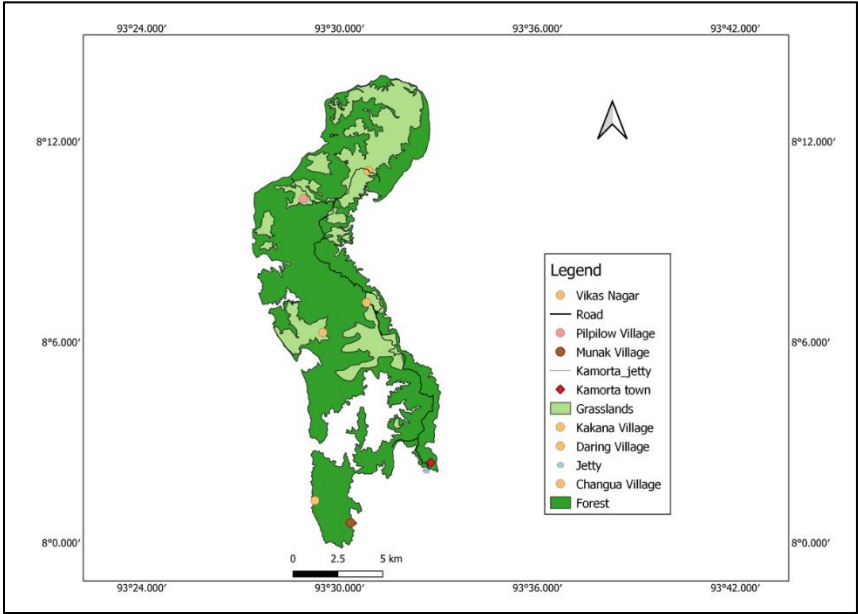 93°24.000′ 93°30.000′ 93°36.000′ 93°42.000′
8°12.000′ 8°12.000′
8°6.000′ 8°6.000′
8°0.000′ 8°0.000′
Legend
Vikas Nagar
Road
Pilpilow Village
Munak Village
Kamorta_jetty
Kamorta town
Grasslands
Kakana Village
Daring Village
Jetty
Changua Village
Forest
0 2.5 5 km
93°24.000′ 93°30.000′ 93°36.000′ 93°42.000′